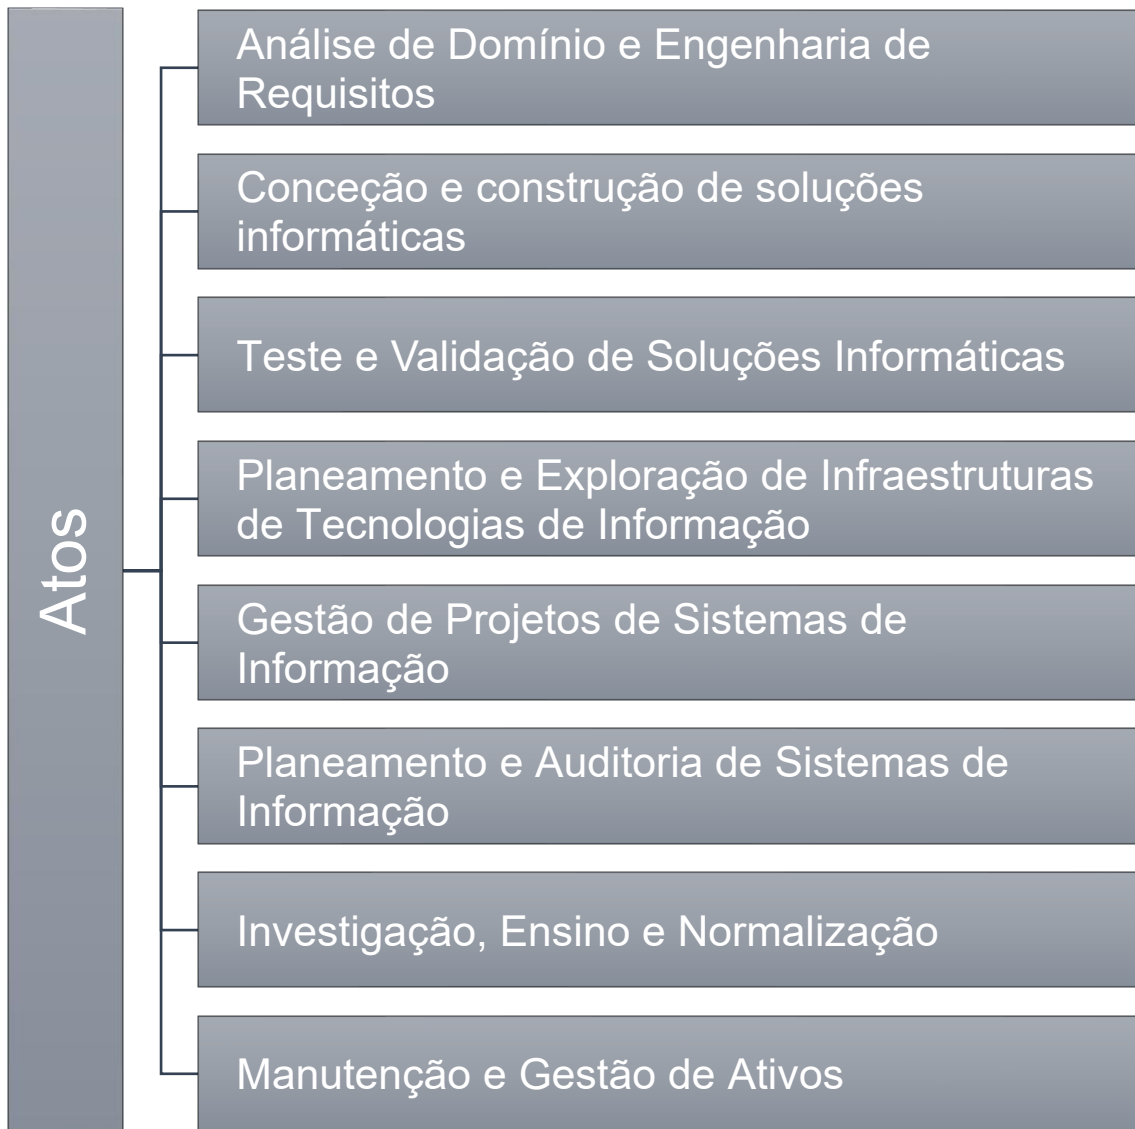 Atos
Análise de Domínio e Engenharia de
Requisitos
Conceção e construção de soluções
informáticas
Teste e Validação de Soluções Informáticas
Planeamento e Exploração de Infraestruturas
de Tecnologias de Informação
Gestão de Projetos de Sistemas de
Informação
Planeamento e Auditoria de Sistemas de
Informação
Investigação, Ensino e Normalização
Manutenção e Gestão de Ativos